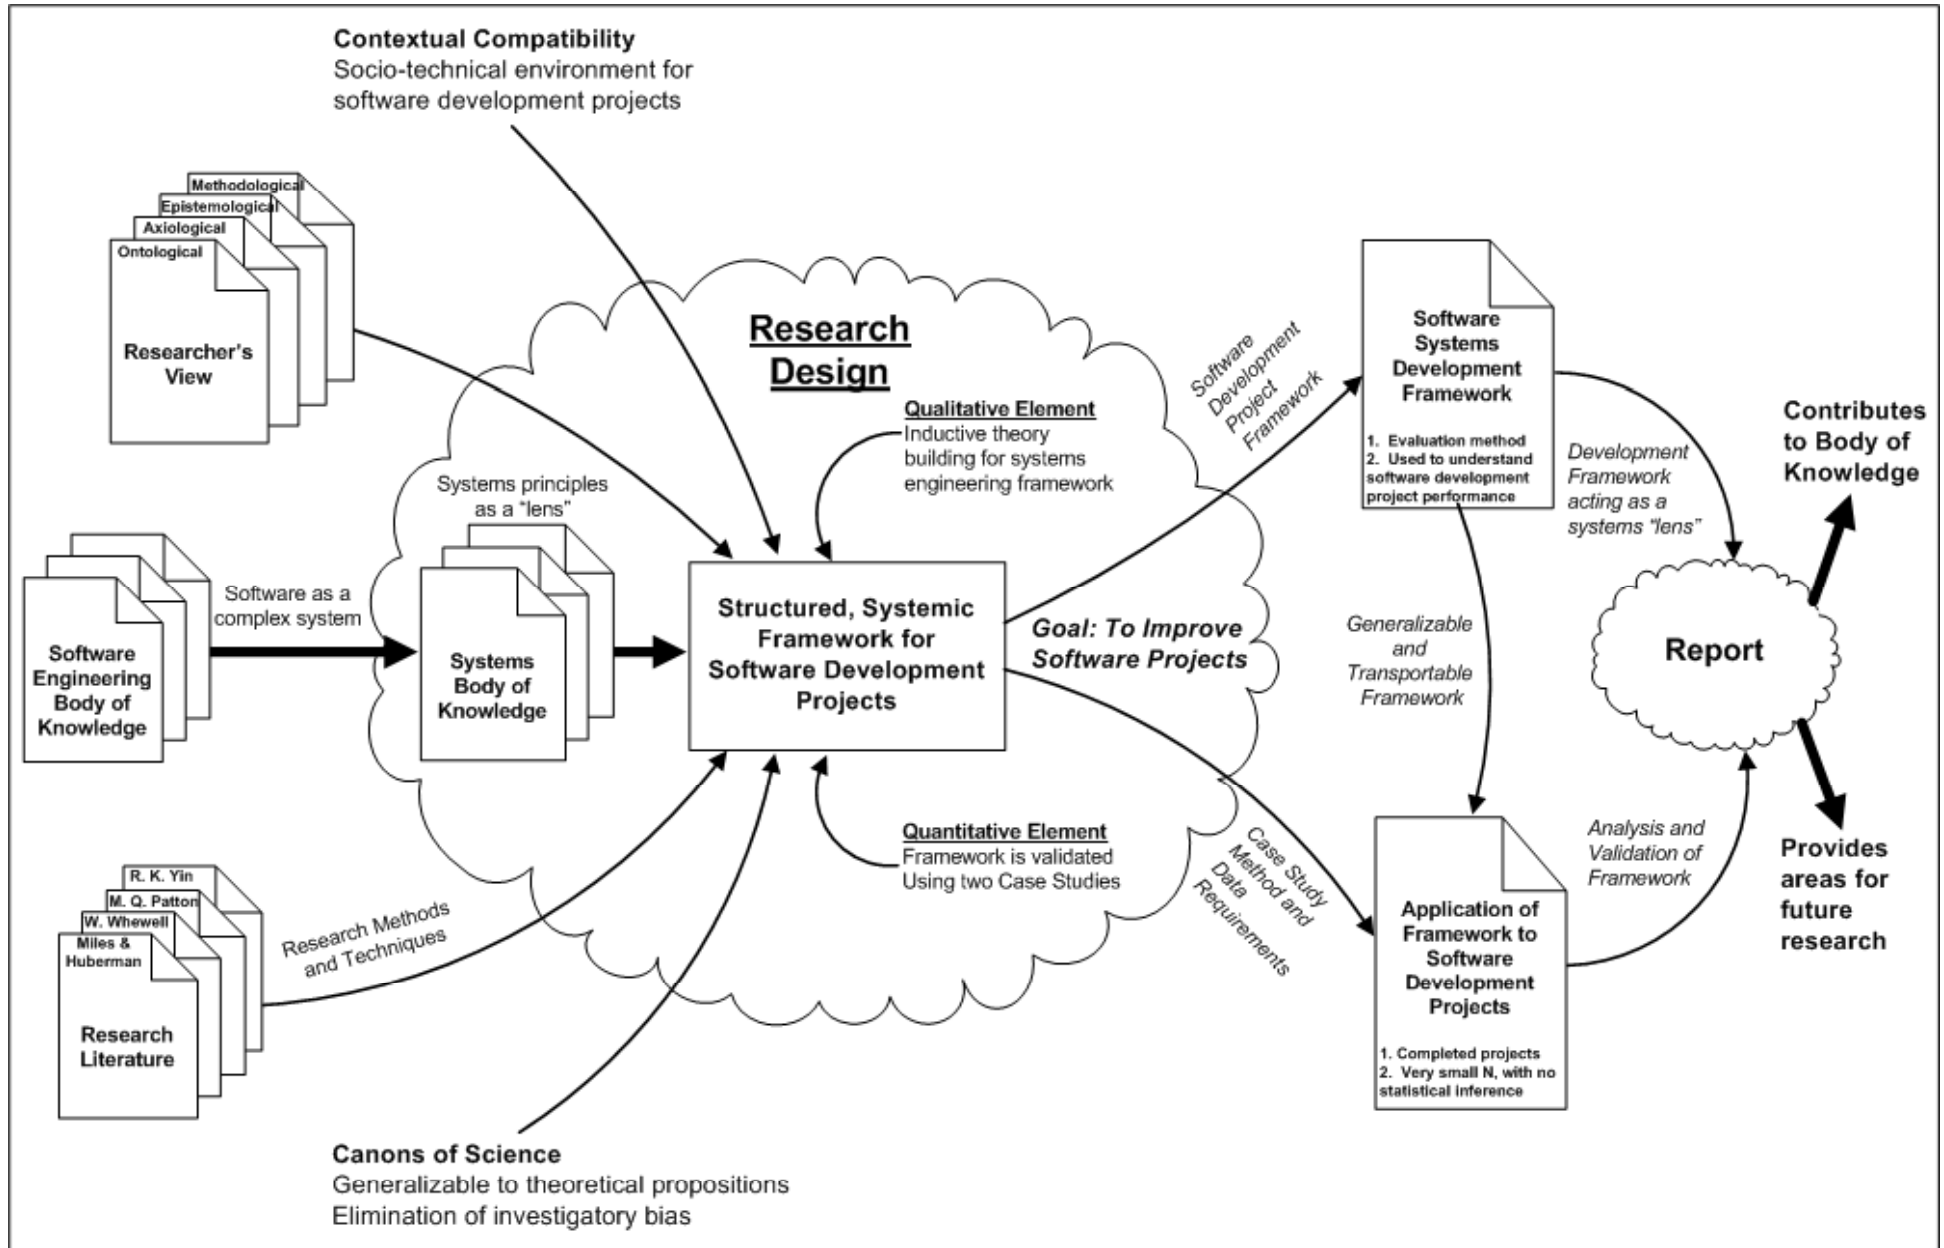 Contextual Compatibility
Socio-technical environment for
software development projects
Methodological
Epistemological
Axiological
Ontological
Researcher's
View
Software
Engineering
Body of
Knowledge
Software as a
complex system
Systems principles
as a “lens”
Systems
Body of
Knowledge
R. K. Yin
M. Q. Patton
W. Whewell
Miles &
Huberman
Research
Literature
Research Methods
and Techniques
Canons of Science
Generalizable to theoretical propositions
Elimination of investigatory bias
Research
Design
Qualitative Element
Inductive theory
building for systems
engineering framework
Structured, Systemic
Framework for
Software Development
Projects
Goal: To Improve
Software Projects
Quantitative Element
Framework is validated
Using two Case Studies
Software
Development
Project
Framework
Case Study
Method and
Data
Requirements
Software
Systems
Development
Framework
1. Evaluation method
2. Used to understand
software development
project performance
Generalizable
and
Transportable
Framework
Application of
Framework to
Software
Development
Projects
1. Completed projects
2. Very small N, with no
statistical inference
Development
Framework
acting as a
systems “lens”
Analysis and
Validation of
Framework
Report
Contributes
to Body of
Knowledge
Provides
areas for
future
research